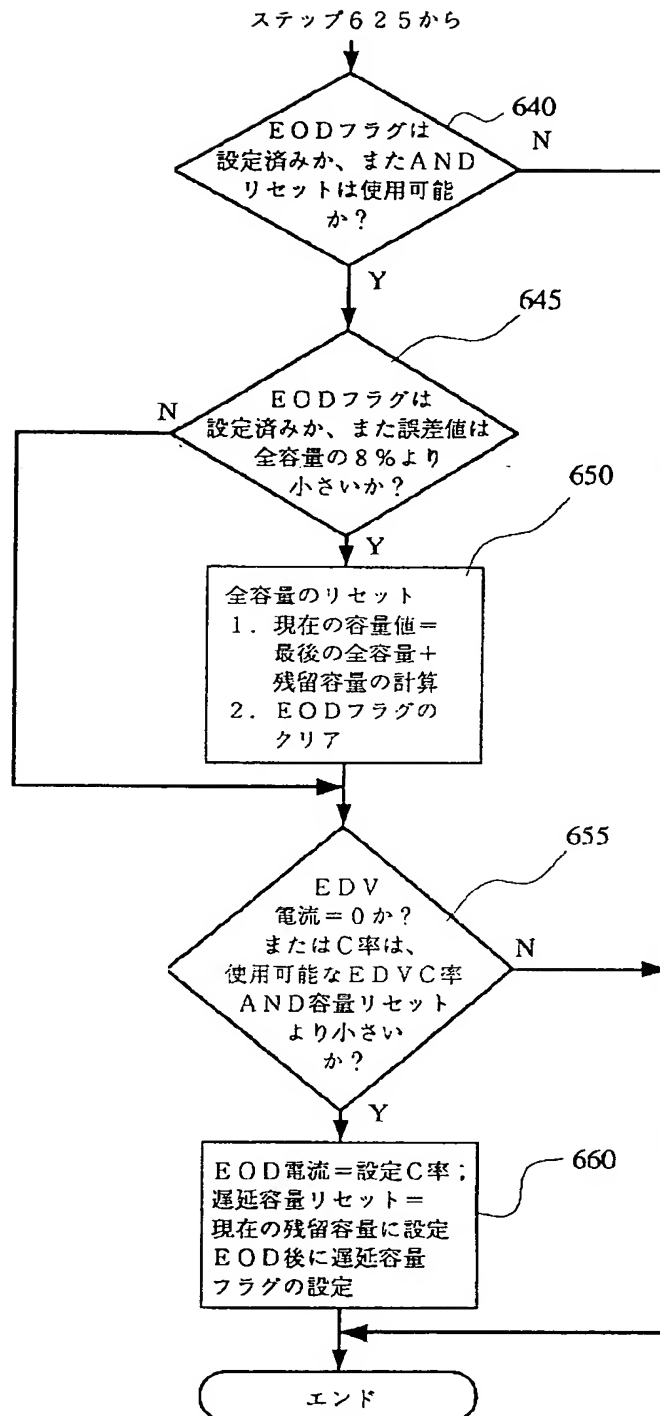 ステップ625から
640
EODフラグは
設定済みか、またAND
リセットは使用可能
か?
N
Y
645
EODフラグは
設定済みか、また誤差値は
全容量の8%より
小さいか?
N
Y
650
全容量のリセット
1. 現在の容量値=
最後の全容量+
残留容量の計算
2. EODフラグの
クリア
655
EDV
電流=0か?
またはC率は、
使用可能なEDVC率
AND容量リセット
より小さい
か?
N
Y
660
EOD電流=設定C率;
遅延容量リセット=
現在の残留容量に設定
EOD後に遅延容量
フラグの設定
エンド